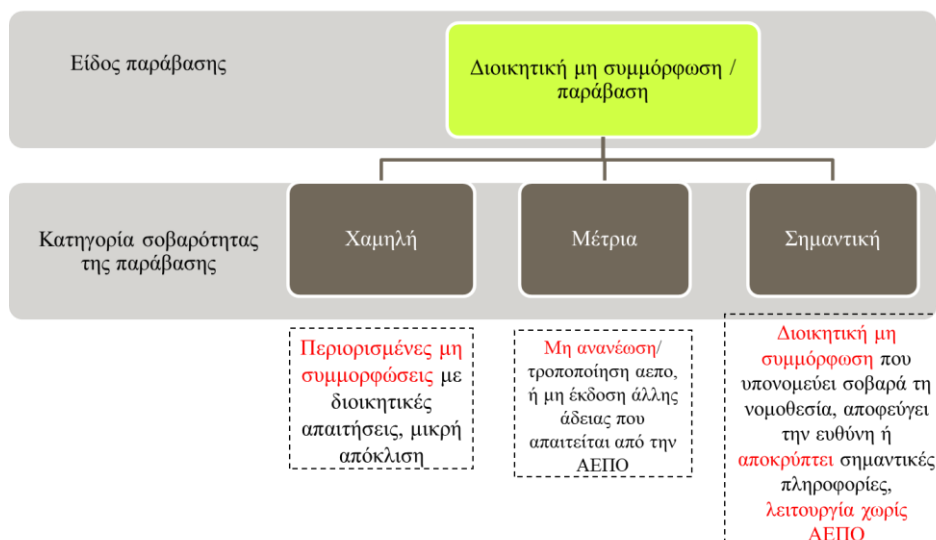 Είδος παράβασης
Διοικητική μη συμμόρφωση /
παράβαση
Κατηγορία σοβαρότητας
της παράβασης
Χαμηλή
Μέτρια
Σημαντική
Περιορισμένες μη
συμμορφώσεις με
διοικητικές
απαιτήσεις, μικρή
απόκλιση
Μη ανανέωση/
τροποποίηση αεπο,
ή μη έκδοση άλλης
άδειας που
απαιτείται από την
ΑΕΠΟ
Διοικητική μη
συμμόρφωση που
υπονομεύει σοβαρά τη
νομοθεσία, αποφεύγει
την ευθύνη ή
αποκρύπτει σημαντικές
πληροφορίες,
λειτουργία χωρίς
ΑΕΠΟ